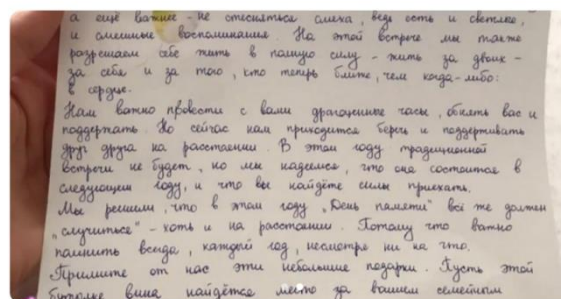 а ещё важнее - не стесняться смеха, ведь есть и светлые,
и смешные воспоминания. На этой встрече мы также
разрешаем себе жить в полную силу - жить за двоих -
за себя и за того, кто теперь ближе, чем когда-либо:
в сердце.
Нам важно провести с вами драгоценные часы, обнять вас и
поддержать. Но сейчас нам приходится беречь и поддерживать
друг друга на расстоянии. В этом году традиционной
встречи не будет, но мы надеемся, что она состоится в
следующем году, и что вы найдёте силы приехать.
Мы решили, что в этом году „День памяти" всё же должен
„случиться" - хоть и на расстоянии. Потому что важно
помнить всегда, каждый год, несмотря ни на что.
Примите от нас эти небольшие подарки. Пусть этой
бутылке вина найдётся место за вашим семейным